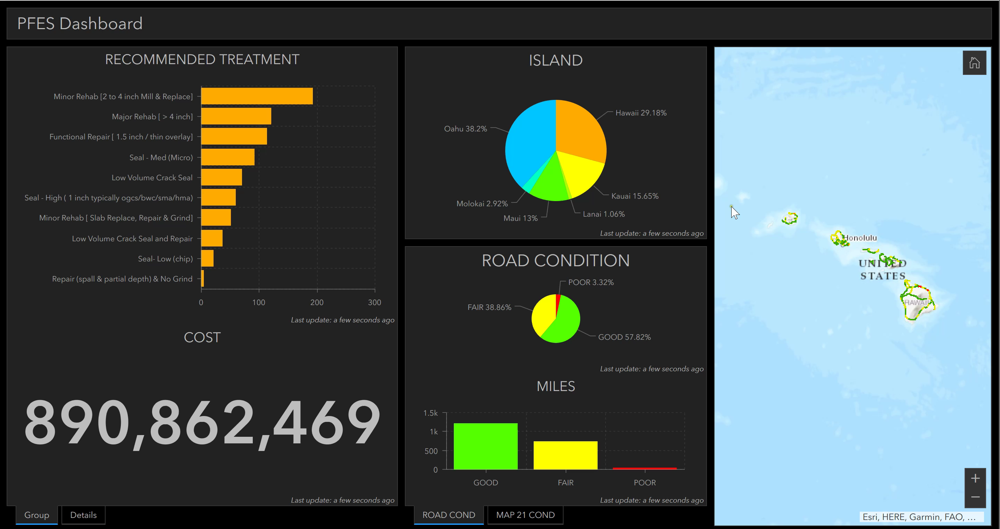 PFES Dashboard
RECOMMENDED TREATMENT
Minor Rehab [2 to 4 inch Mill & Replace]
Major Rehab [ > 4 inch]
Functional Repair [ 1.5 inch / thin overlay]
Seal - Med (Micro)
Low Volume Crack Seal
Seal - High ( 1 inch typically ogcs/bwc/sma/hma)
Minor Rehab [ Slab Replace, Repair & Grind]
Low Volume Crack Seal and Repair
Seal- Low (chip)
Repair (spall & partial depth) & No Grind
0 100 200 300
Last update: a few seconds ago
COST
890,862,469
Last update: a few seconds ago
Group Details
ISLAND
Hawaii 29.18%
Oahu 38.2%
Kauai 15.65%
Molokai 2.92%
Lanai 1.06%
Maui 13%
Last update: a few seconds ago
ROAD CONDITION
POOR 3.32%
FAIR 38.86%
GOOD 57.82%
Last update: a few seconds ago
MILES
1.5k
1k
500
0
GOOD FAIR POOR
Last update: a few seconds ago
ROAD COND MAP 21 COND
Honolulu
UNITED
STATES
HAWAII
+
−
Esri, HERE, Garmin, FAO, ...